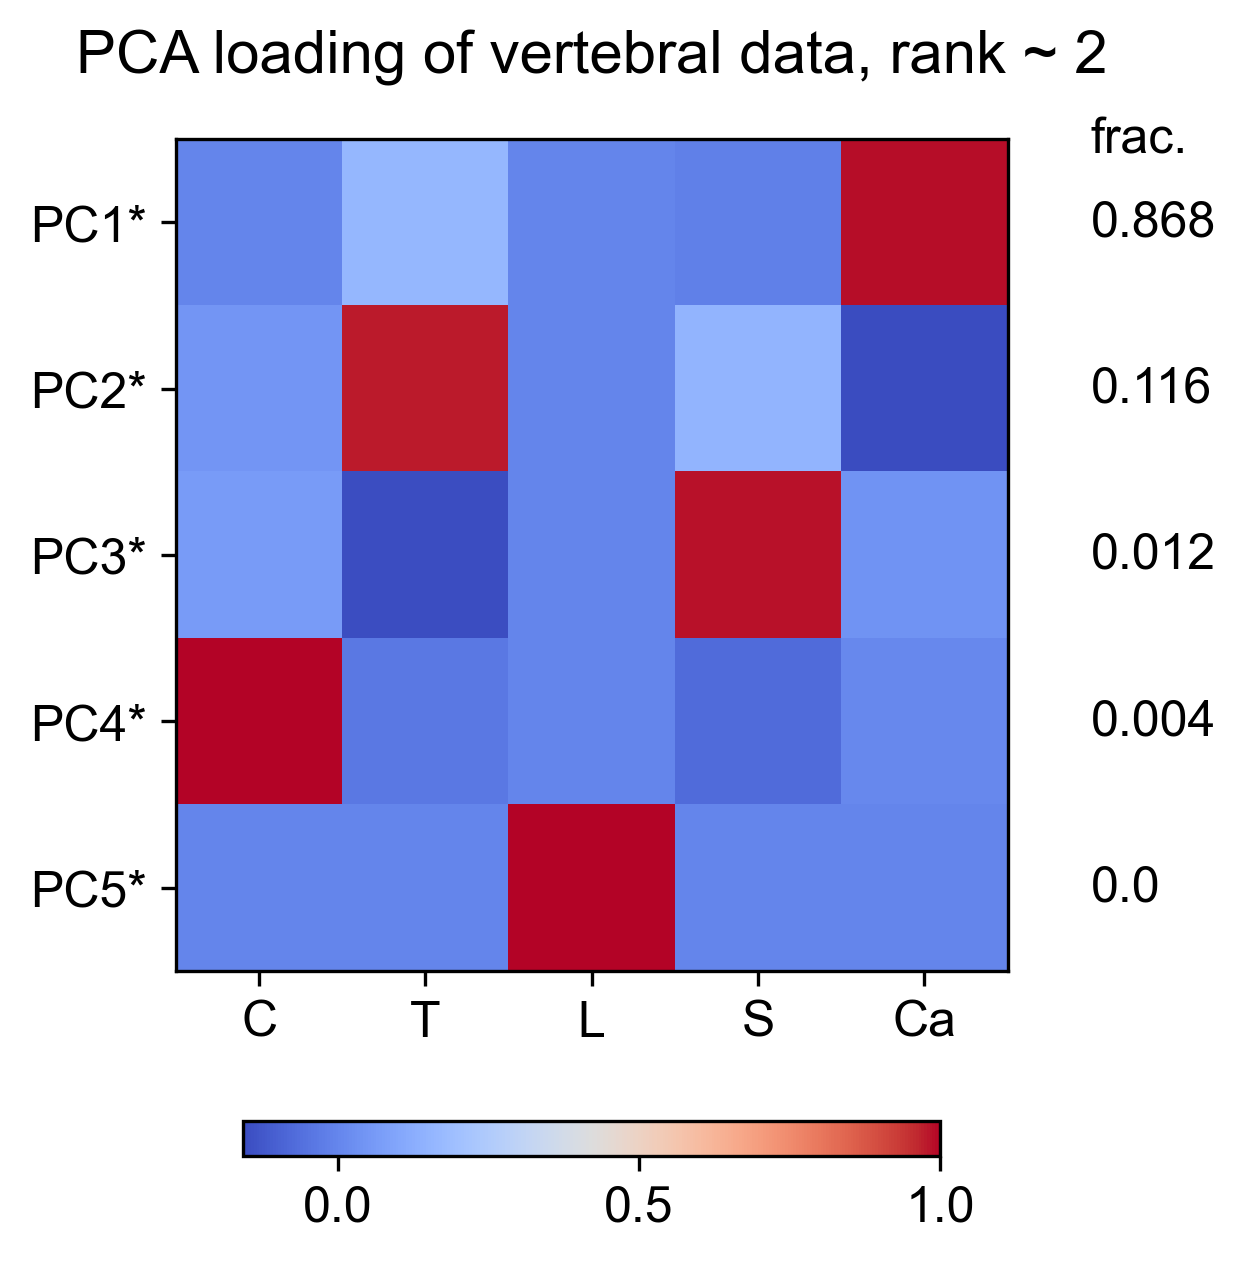 PCA loading of vertebral data, rank ~ 2
frac.
PC1* 0.868
PC2* 0.116
PC3* 0.012
PC4* 0.004
PC5* 0.0
C T L S Ca
0.0 0.5 1.0